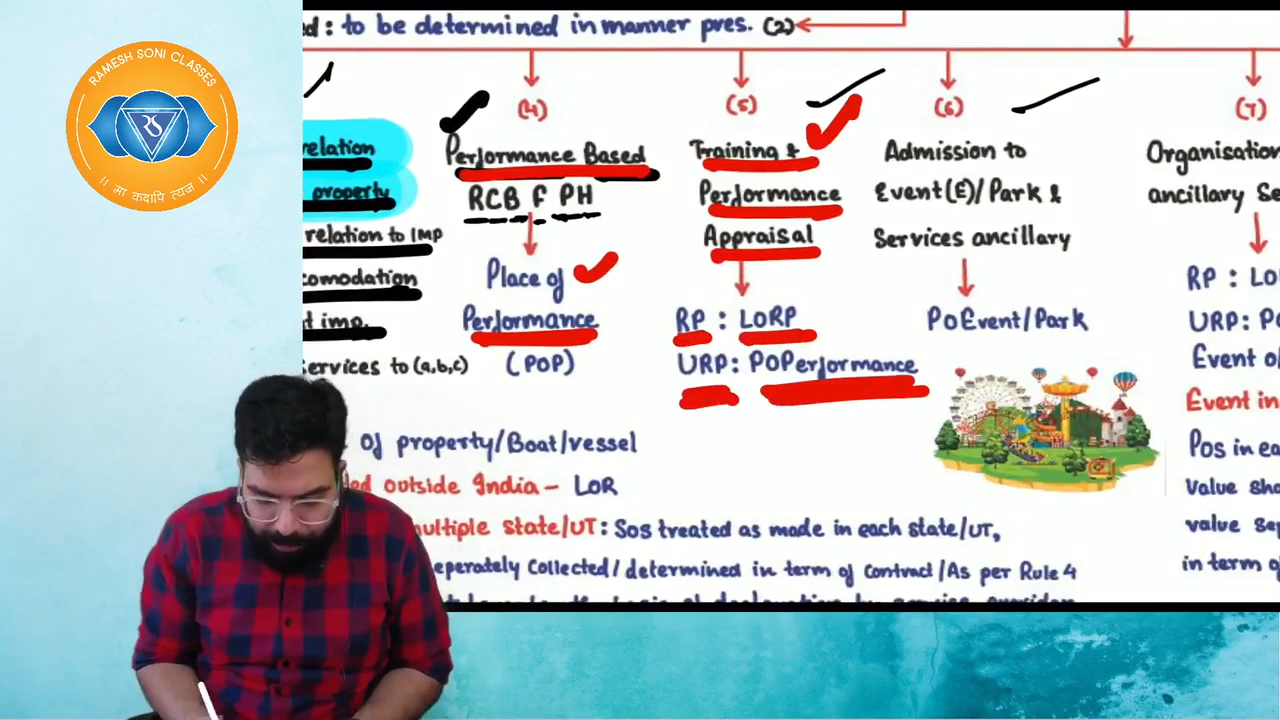 RAMESH SONI CLASSES
।। मा कदापि त्यज ।।
ed: to be determined in manner pres. (2)
(4)
(5)
(6)
(7)
relation
property
relation to IMP
comodation
t imp.
services to (a,b,c)
Performance Based
RCB F PH
Place of
Performance
(POP)
Training &
Performance
Appraisal
RP : LORP
URP: POPerformance
Admission to
Event(E)/Park &
Services ancillary
PoEvent/Park
Organisation
ancillary Se
RP : Lo
URP: P
Event o
Event in
Pos in ea
value sh
value sep
in term o
of property/Boat/vessel
ed outside India - LOR
multiple state/UT: Sos treated as made in each state/UT,
eperately Collected/determined in term of Contract/As per Rule 4